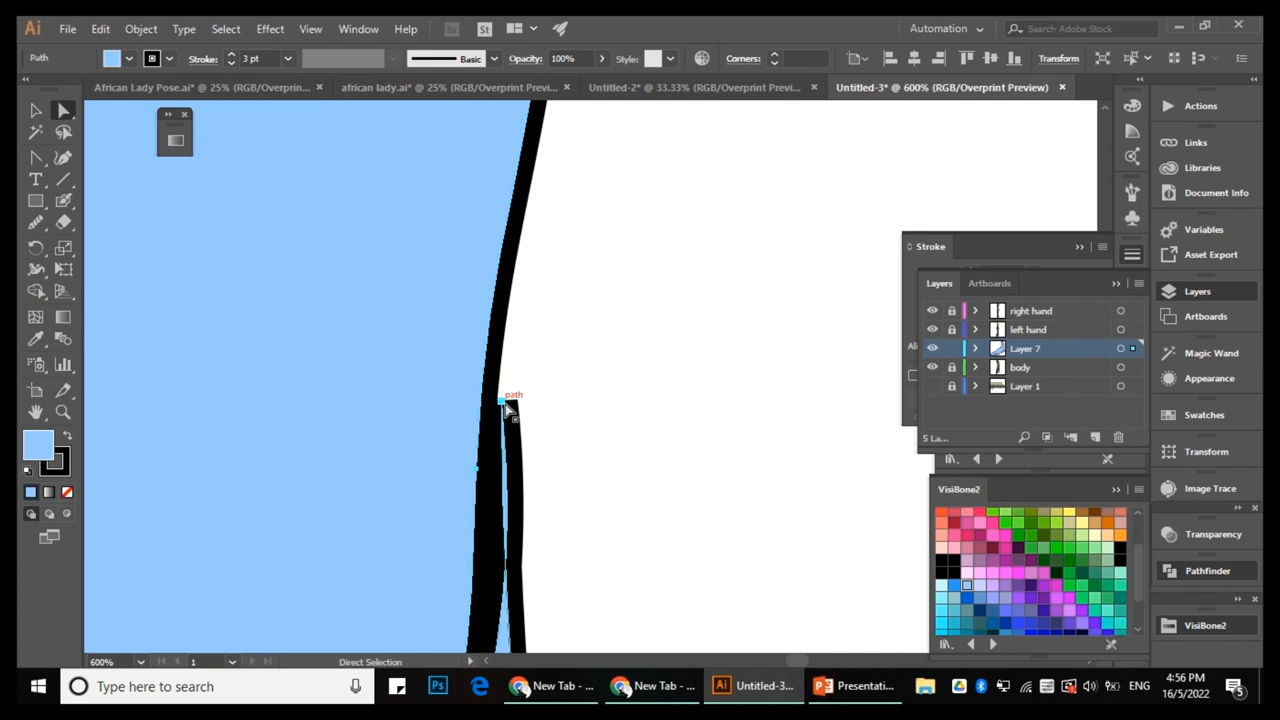 Ai File Edit Object Type Select Effect View Window Help Br St Automation Search Adobe Stock
Path Stroke: 3 pt Basic Opacity: 100% Style: Corners: Transform
African Lady Pose.ai* @ 25% (RGB/Overprin... × african lady.ai* @ 25% (RGB/Overprint Previ... × Untitled-2* @ 33.33% (RGB/Overprint Previ... × Untitled-3* @ 600% (RGB/Overprint Preview) ×
Actions
Links
Libraries
Document Info
Variables
Asset Export
Layers
Artboards
Magic Wand
Appearance
Swatches
Transform
Image Trace
Transparency
Pathfinder
VisiBone2
Stroke
Layers Artboards
right hand
left hand
Layer 7
body
Layer 1
5 La...
VisiBone2
path
600% 1 Direct Selection
Type here to search Ps New Tab - ... New Tab - ... Ai Untitled-3... Presentati... ENG 4:56 PM
16/5/2022 5